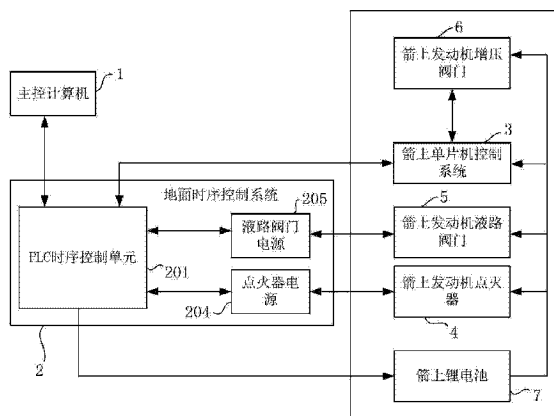 6
箭上发动机增压
阀门
1
主控计算机
3
箭上单片机控制
系统
地面时序控制系统
205
液路阀门
电源
5
箭上发动机液路
阀门
PLC时序控制单元
201
点火器电
源
204
箭上发动机点火
器
4
2
箭上锂电池
7